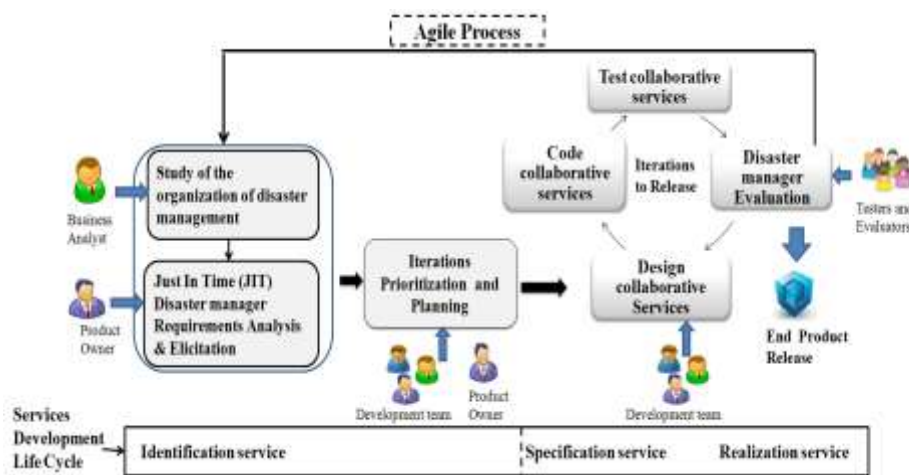 Agile Process
Test collaborative
services
Code
collaborative
services
Iterations
to Release
Disaster
manager
Evaluation
Study of the
organization of disaster
management
Business
Analyst
Testers and
Evaluators
Just In Time (JIT)
Disaster manager
Requirements Analysis
& Elicitation
Product
Owner
Iterations
Prioritization and
Planning
Design
collaborative
Services
End Product
Release
Development team
Product
Owner
Development team
Services
Development
Life Cycle
Identification service
Specification service
Realization service